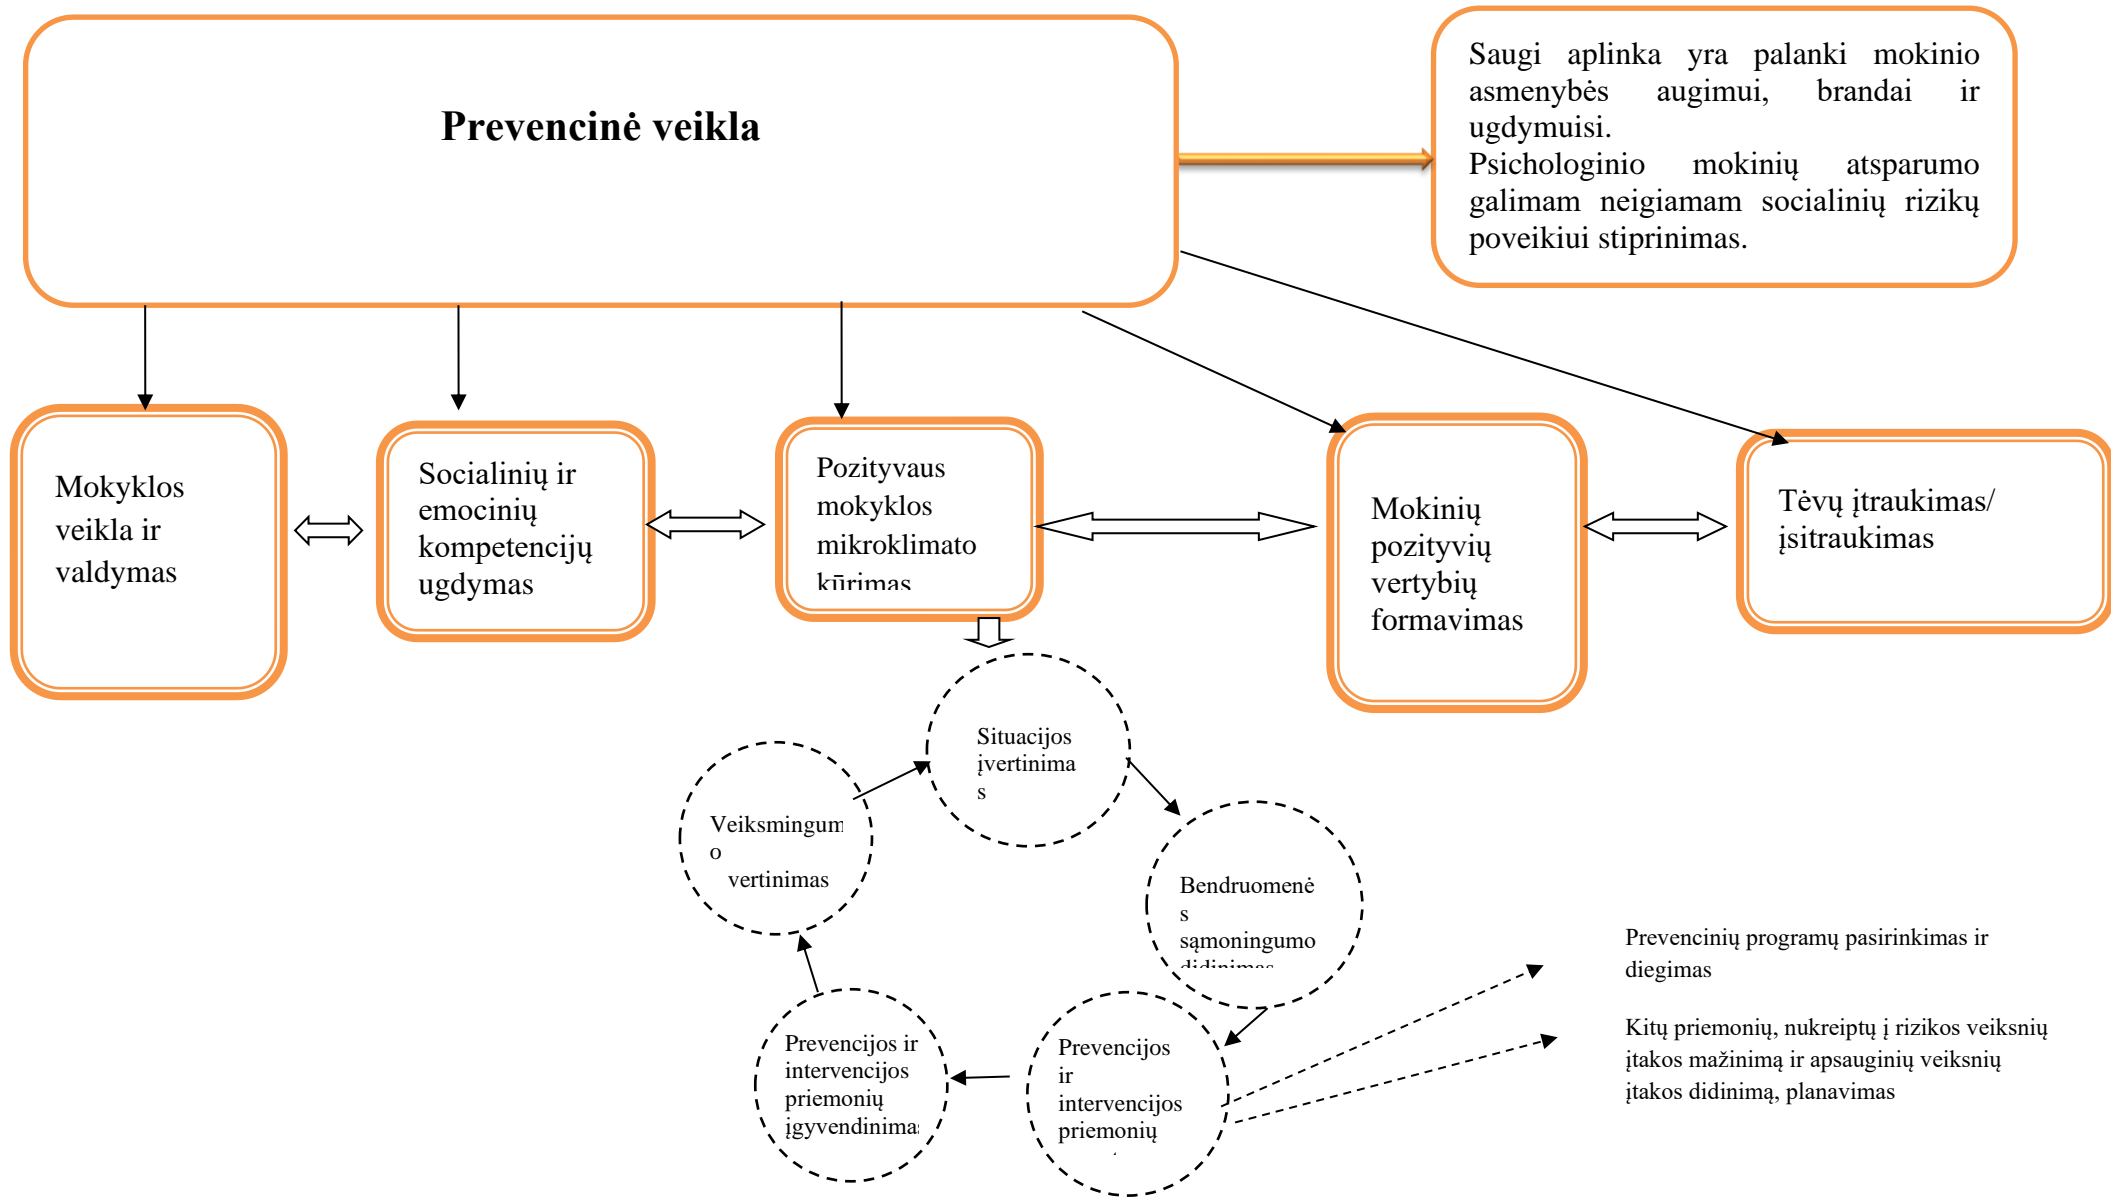 Prevencinė veikla
Saugi aplinka yra palanki mokinio
asmenybės augimui, brandai ir
ugdymuisi.
Psichologinio mokinių atsparumo
galimam neigiamam socialinių rizikų
poveikiui stiprinimas.
Mokyklos
veikla ir
valdymas
Socialinių ir
emocinių
kompetencijų
ugdymas
Pozityvaus
mokyklos
mikroklimato
kūrimas
Mokinių
pozityvių
vertybių
formavimas
Tėvų įtraukimas/
įsitraukimas
Situacijos
įvertinima
s
Veiksmingum
o
vertinimas
Bendruomenė
s
sąmoningumo
didinimas
Prevencijos ir
intervencijos
priemonių
įgyvendinimas
Prevencijos
ir
intervencijos
priemonių
Prevencinių programų pasirinkimas ir
diegimas
Kitų priemonių, nukreiptų į rizikos veiksnių
įtakos mažinimą ir apsauginių veiksnių
įtakos didinimą, planavimas